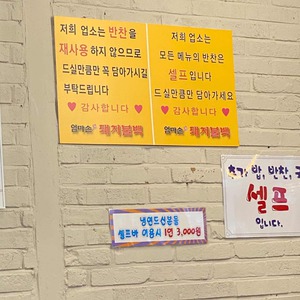 저희 업소는 반찬을
재사용 하지 않으므로
드실만큼만 꼭 담아가시길
부탁드립니다
♥ 감사합니다 ♥
엄마손 돼지불백
저희 업소는
모든 메뉴의 반찬은
셀프 입니다
드실만큼만 담아가세요
♥ 감사합니다 ♥
엄마손 돼지불백
냉면드신분들
셀프바 이용시 1인 3,000원
추가, 밥, 반찬,
셀프
입니다.